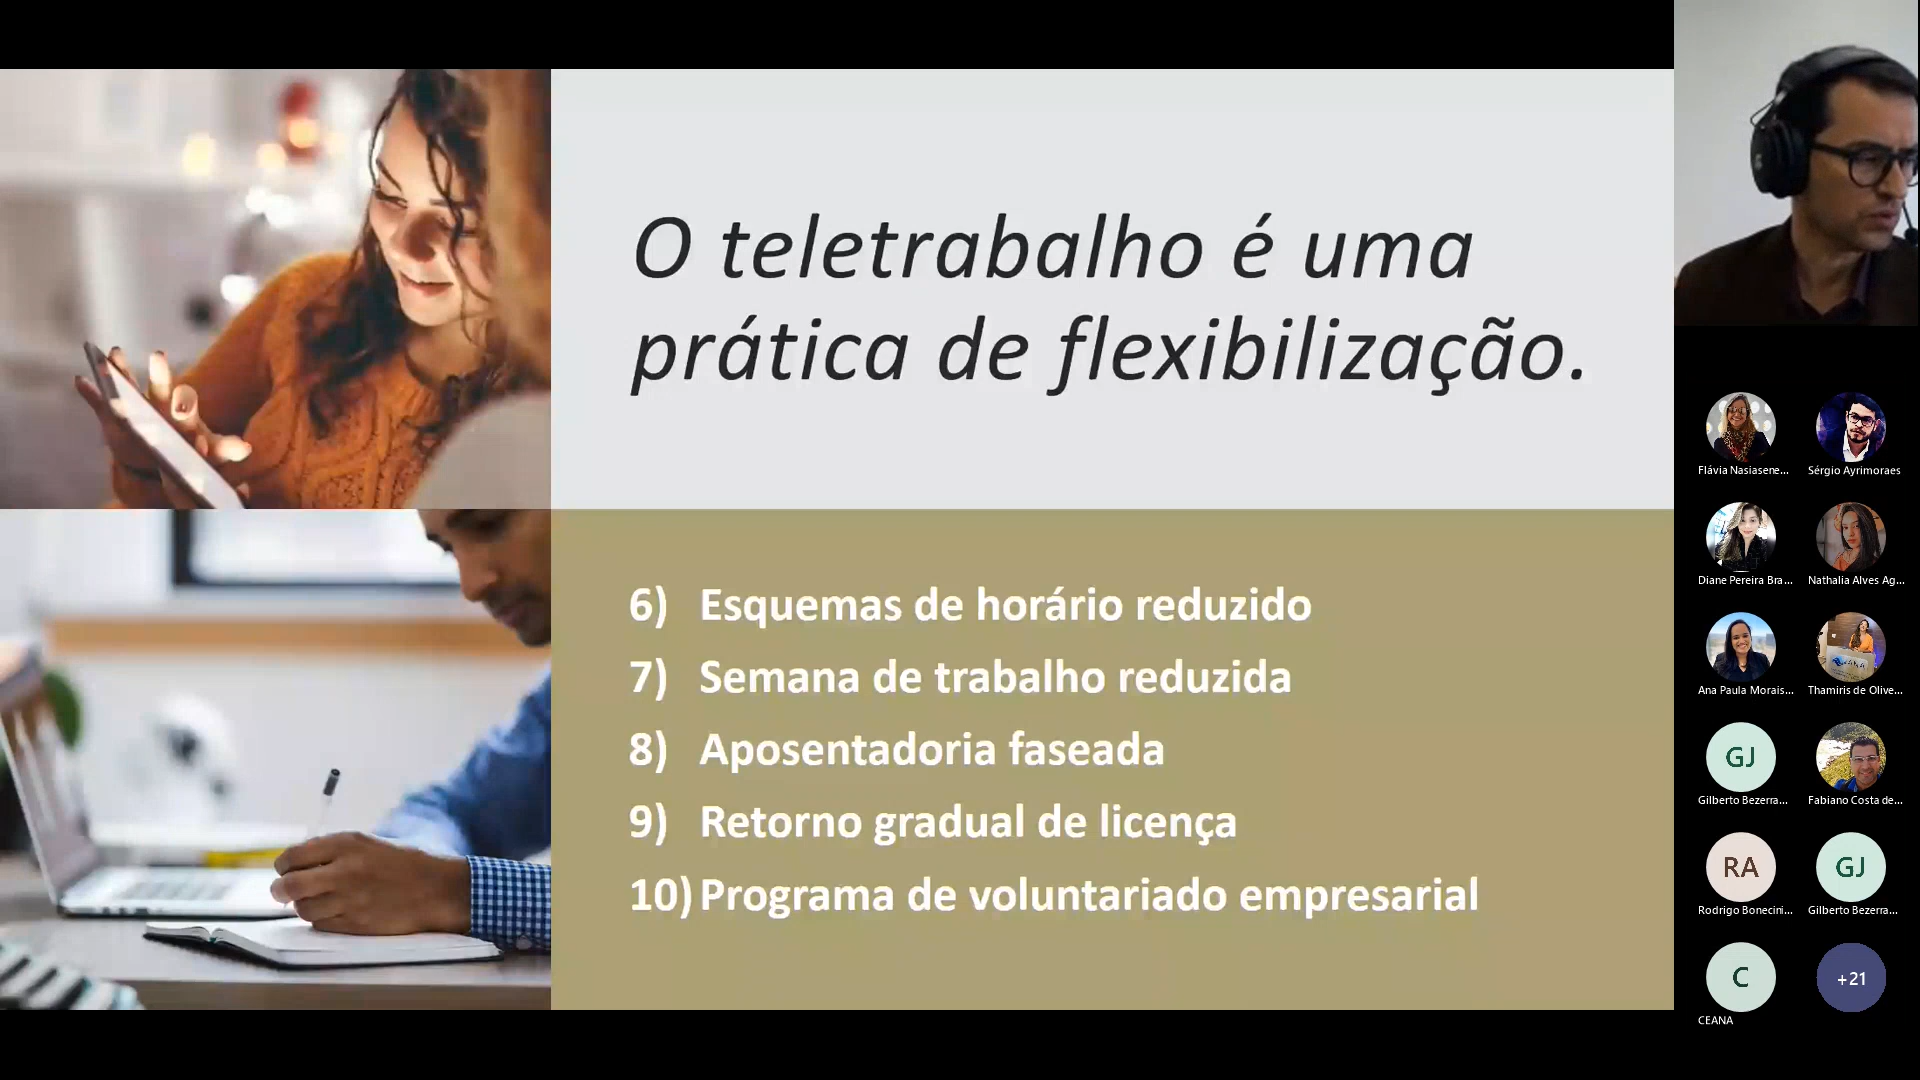 O teletrabalho é uma
prática de flexibilização.
6) Esquemas de horário reduzido
7) Semana de trabalho reduzida
8) Aposentadoria faseada
9) Retorno gradual de licença
10) Programa de voluntariado empresarial
Flávia Nasiasene...
Sérgio Ayrimoraes
Diane Pereira Bra...
Nathalia Alves Ag...
Ana Paula Morais...
Thamiris de Olive...
GJ
Gilberto Bezerra...
Fabiano Costa de...
RA
Rodrigo Bonecini...
GJ
Gilberto Bezerra...
C
CEANA
+21